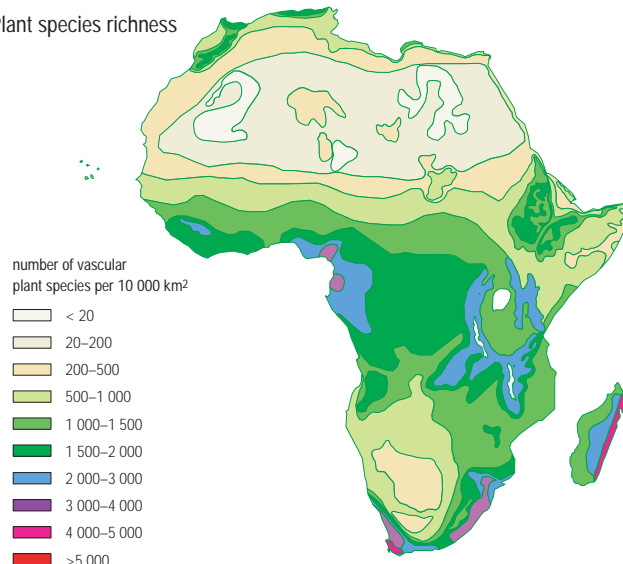 Plant species richness
number of vascular
plant species per 10 000 km²
< 20
20–200
200–500
500–1 000
1 000–1 500
1 500–2 000
2 000–3 000
3 000–4 000
4 000–5 000
>5 000